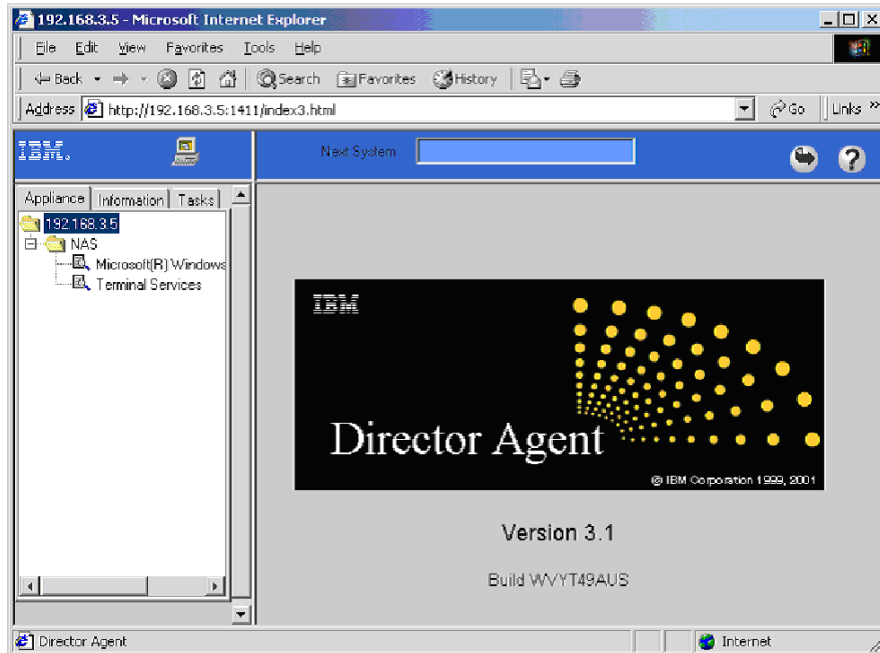 192.168.3.5 - Microsoft Internet Explorer
File Edit View Favorites Tools Help
Back Search Favorites History
Address http://192.168.3.5:1411/index3.html Go Links »
IBM. Next System ?
Appliance Information Tasks
192.168.3.5
NAS
Microsoft(R) Windows
Terminal Services
IBM
Director Agent
© IBM Corporation 1999, 2001
Version 3.1
Build WVYT49AUS
Director Agent Internet